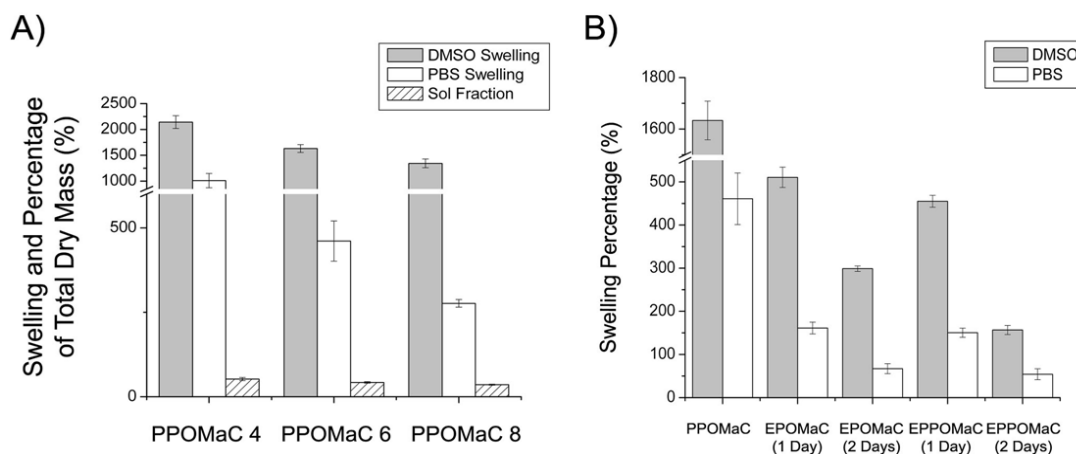 A)
DMSO Swelling
PBS Swelling
Sol Fraction
Swelling and Percentage
of Total Dry Mass (%)
2500
2000
1500
1000
500
0
PPOMaC 4 PPOMaC 6 PPOMaC 8
B)
DMSO
PBS
Swelling Percentage (%)
1800
1600
500
400
300
200
100
0
PPOMaC EPOMaC EPOMaC EPPOMaC EPPOMaC
(1 Day) (2 Days) (1 Day) (2 Days)